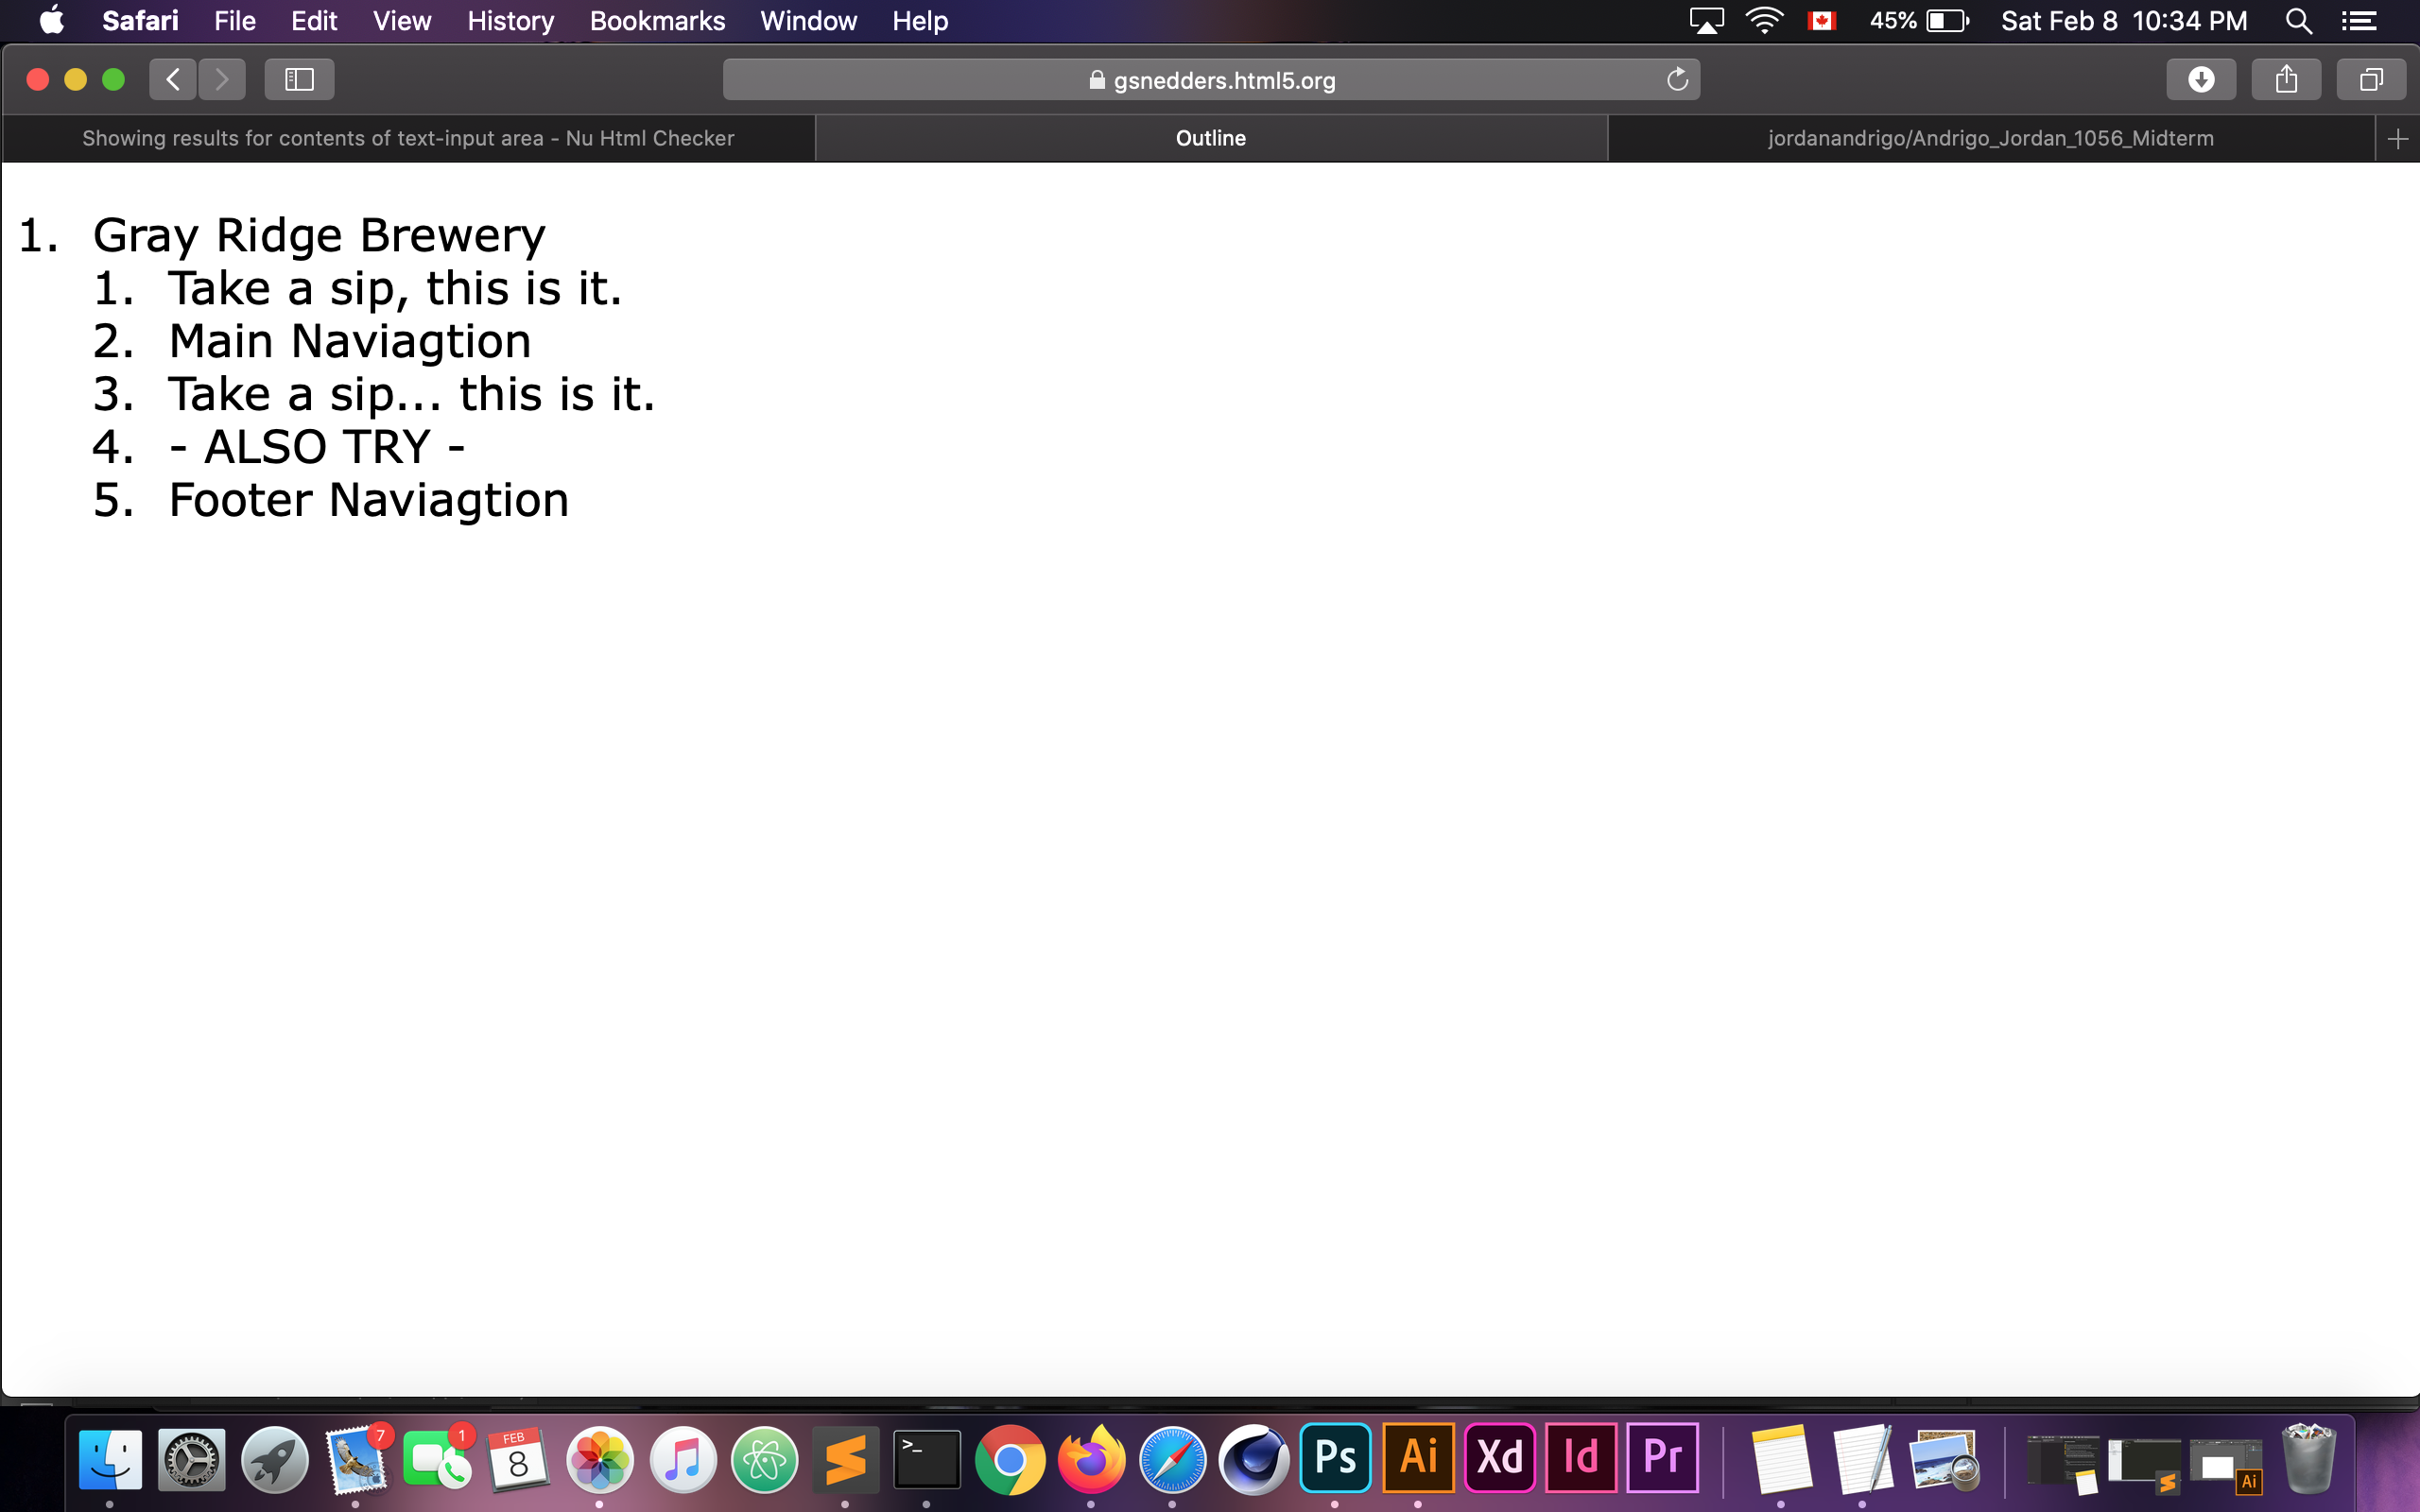 Safari File Edit View History Bookmarks Window Help 45% Sat Feb 8 10:34 PM
gsnedders.html5.org
Showing results for contents of text-input area - Nu Html Checker Outline jordanandrigo/Andrigo_Jordan_1056_Midterm
1. Gray Ridge Brewery
1. Take a sip, this is it.
2. Main Naviagtion
3. Take a sip... this is it.
4. - ALSO TRY -
5. Footer Naviagtion
7 1 FEB 8 >_ Ps Ai Xd Id Pr Ai